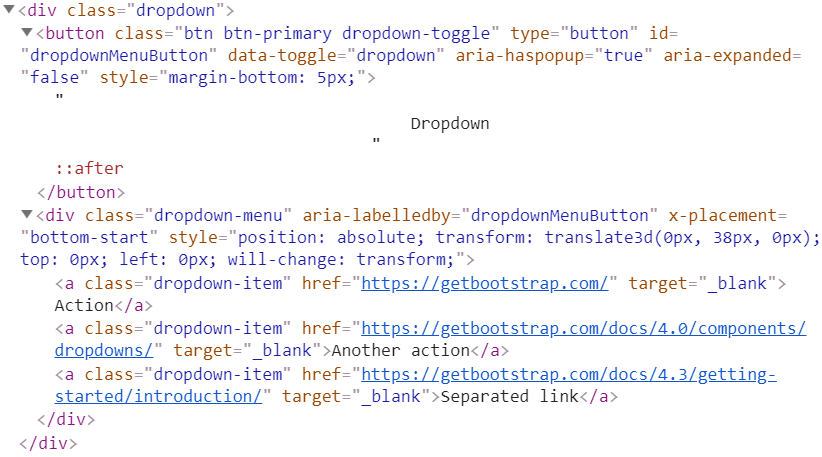 <div class="dropdown">
<button class="btn btn-primary dropdown-toggle" type="button" id=
"dropdownMenuButton" data-toggle="dropdown" aria-haspopup="true" aria-expanded=
"false" style="margin-bottom: 5px;">
"
Dropdown
"
::after
</button>
<div class="dropdown-menu" aria-labelledby="dropdownMenuButton" x-placement=
"bottom-start" style="position: absolute; transform: translate3d(0px, 38px, 0px);
top: 0px; left: 0px; will-change: transform;">
<a class="dropdown-item" href="https://getbootstrap.com/" target="_blank">
Action</a>
<a class="dropdown-item" href="https://getbootstrap.com/docs/4.0/components/
dropdowns/" target="_blank">Another action</a>
<a class="dropdown-item" href="https://getbootstrap.com/docs/4.3/getting-
started/introduction/" target="_blank">Separated link</a>
</div>
</div>